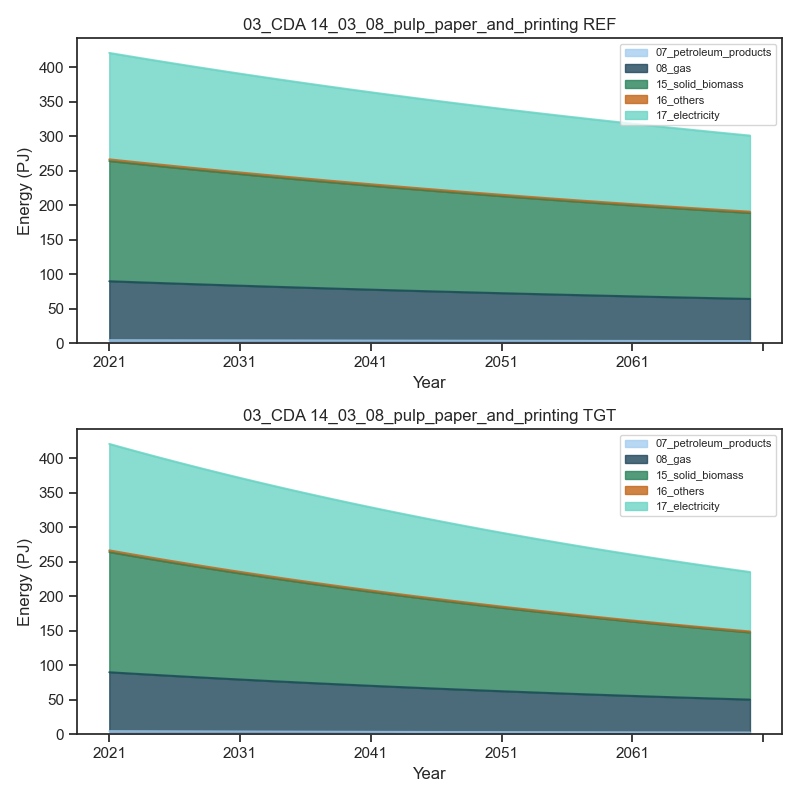 03_CDA 14_03_08_pulp_paper_and_printing REF
07_petroleum_products
08_gas
15_solid_biomass
16_others
17_electricity
Energy (PJ)
400
350
300
250
200
150
100
50
0
2021
2031
2041
2051
2061
Year
03_CDA 14_03_08_pulp_paper_and_printing TGT
07_petroleum_products
08_gas
15_solid_biomass
16_others
17_electricity
Energy (PJ)
400
350
300
250
200
150
100
50
0
2021
2031
2041
2051
2061
Year